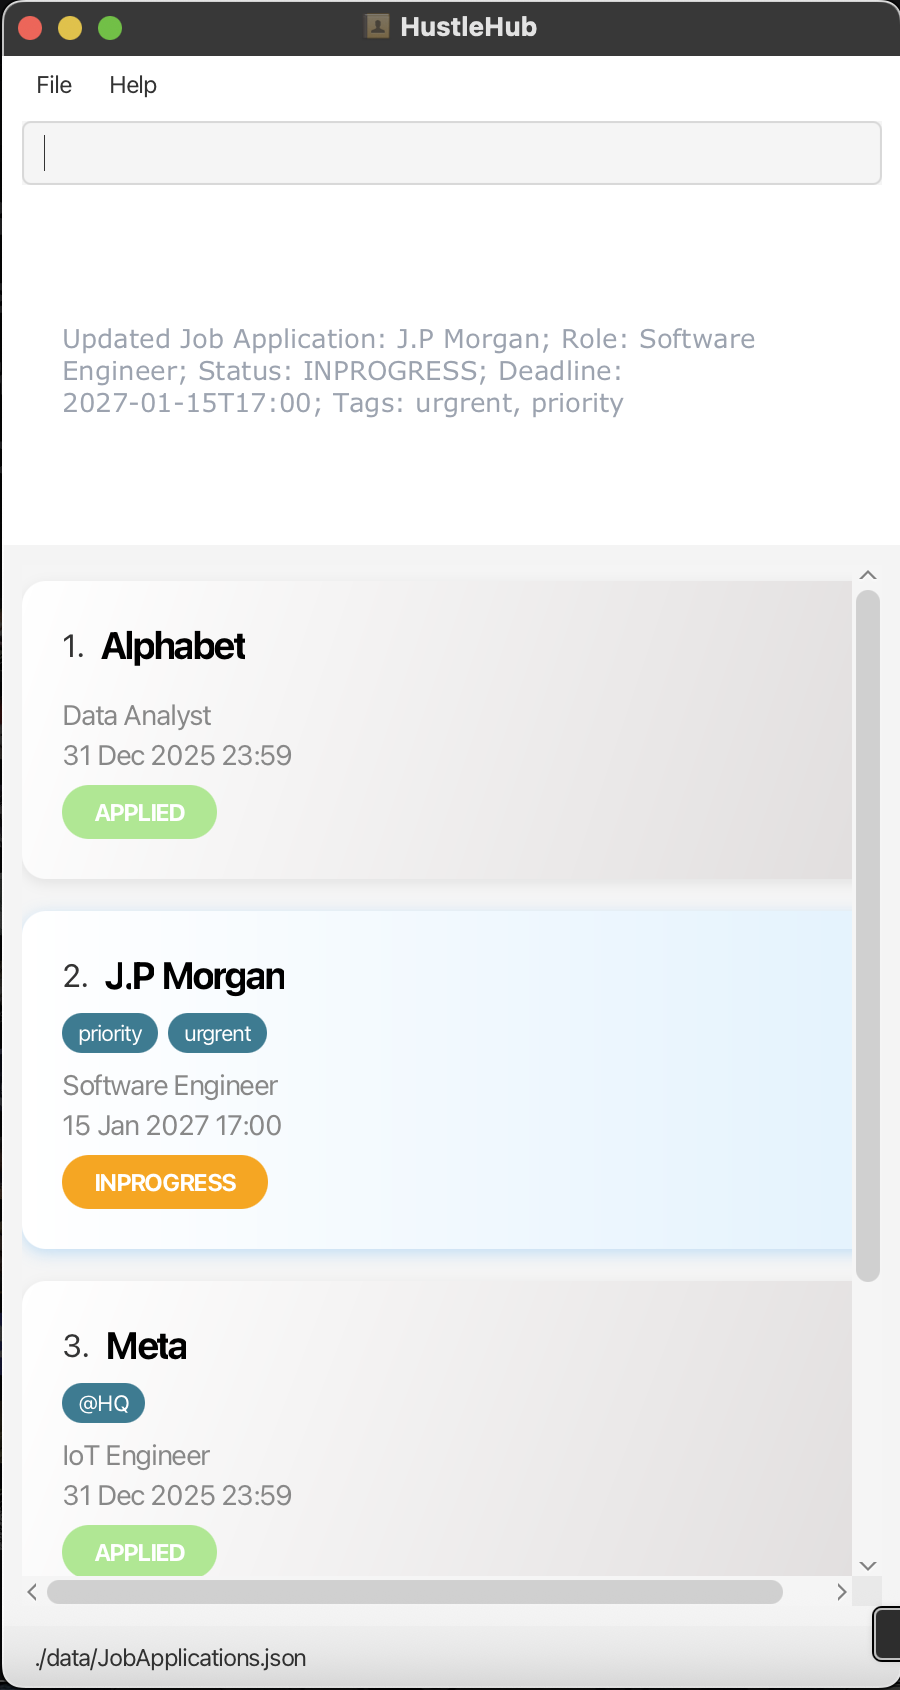 HustleHub
File Help
Updated Job Application: J.P Morgan; Role: Software
Engineer; Status: INPROGRESS; Deadline:
2027-01-15T17:00; Tags: urgrent, priority
1. Alphabet
Data Analyst
31 Dec 2025 23:59
APPLIED
2. J.P Morgan
priority urgrent
Software Engineer
15 Jan 2027 17:00
INPROGRESS
3. Meta
@HQ
IoT Engineer
31 Dec 2025 23:59
APPLIED
./data/JobApplications.json